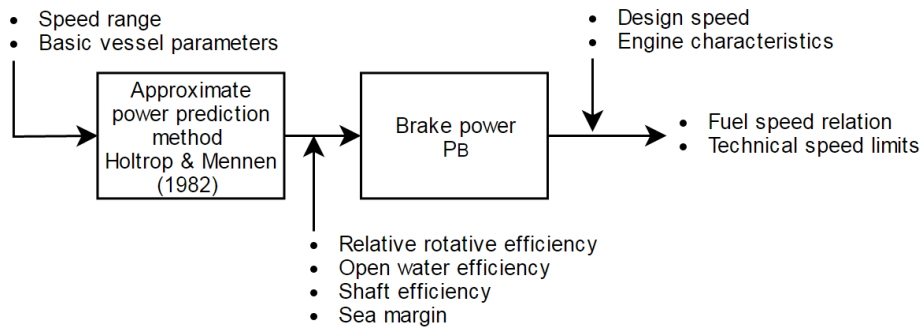 • Speed range
• Basic vessel parameters
Approximate
power prediction
method
Holtrop & Mennen
(1982)
• Relative rotative efficiency
• Open water efficiency
• Shaft efficiency
• Sea margin
Brake power
PB
• Design speed
• Engine characteristics
• Fuel speed relation
• Technical speed limits